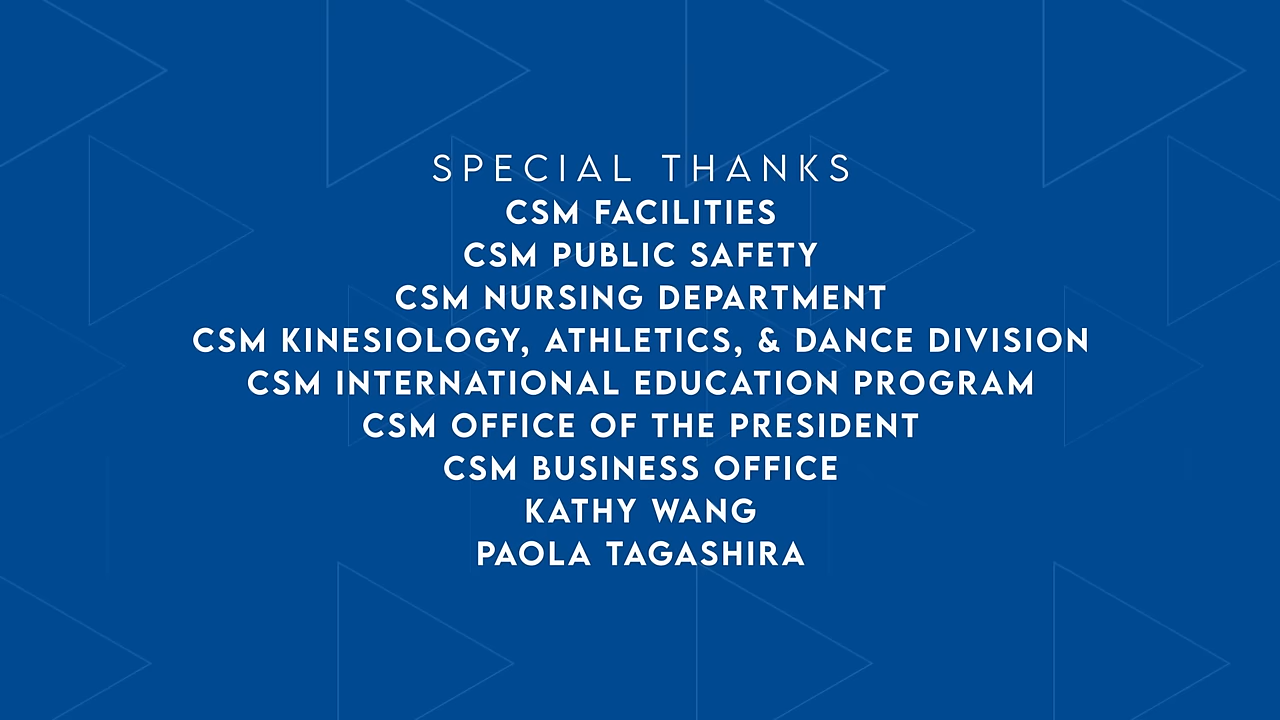 SPECIAL THANKS
CSM FACILITIES
CSM PUBLIC SAFETY
CSM NURSING DEPARTMENT
CSM KINESIOLOGY, ATHLETICS, & DANCE DIVISION
CSM INTERNATIONAL EDUCATION PROGRAM
CSM OFFICE OF THE PRESIDENT
CSM BUSINESS OFFICE
KATHY WANG
PAOLA TAGASHIRA